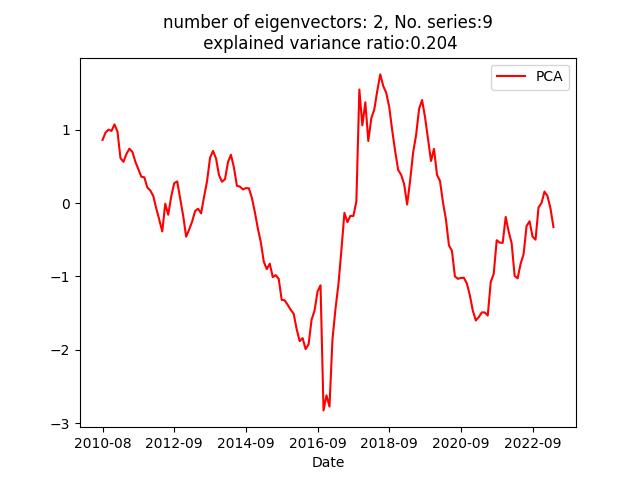 number of eigenvectors: 2, No. series:9
explained variance ratio:0.204
PCA
1
0
−1
−2
−3
2010-08 2012-09 2014-09 2016-09 2018-09 2020-09 2022-09
Date